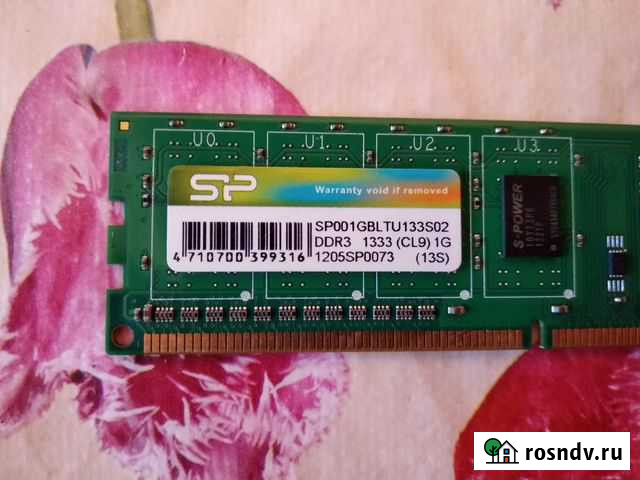 U0
U1
U2
U3
SP
Warranty void if removed
SP001GBLTU133S02
DDR3 1333 (CL9) 1G
1205SP0073 (13S)
4 710700 399316
S-POWER
rosndv.ru